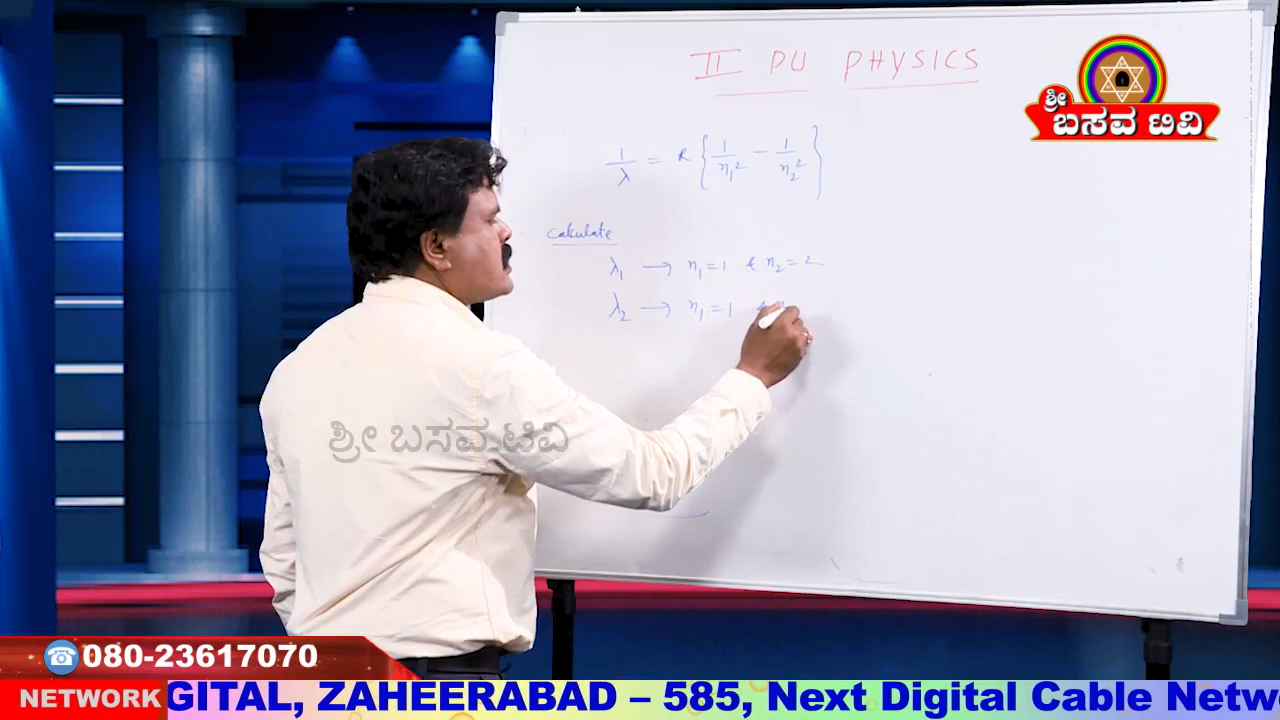 II PU PHYSICS
1/λ = R { 1/n₁² − 1/n₂² }
Calculate
λ₁ → n₁ = 1 & n₂ = 2
λ₂ → n₁ = 1 &
ಶ್ರೀ
ಬಸವ ಟಿವಿ
ಶ್ರೀ ಬಸವ ಟಿವಿ
080-23617070
NETWORK GITAL, ZAHEERABAD – 585, Next Digital Cable Netw